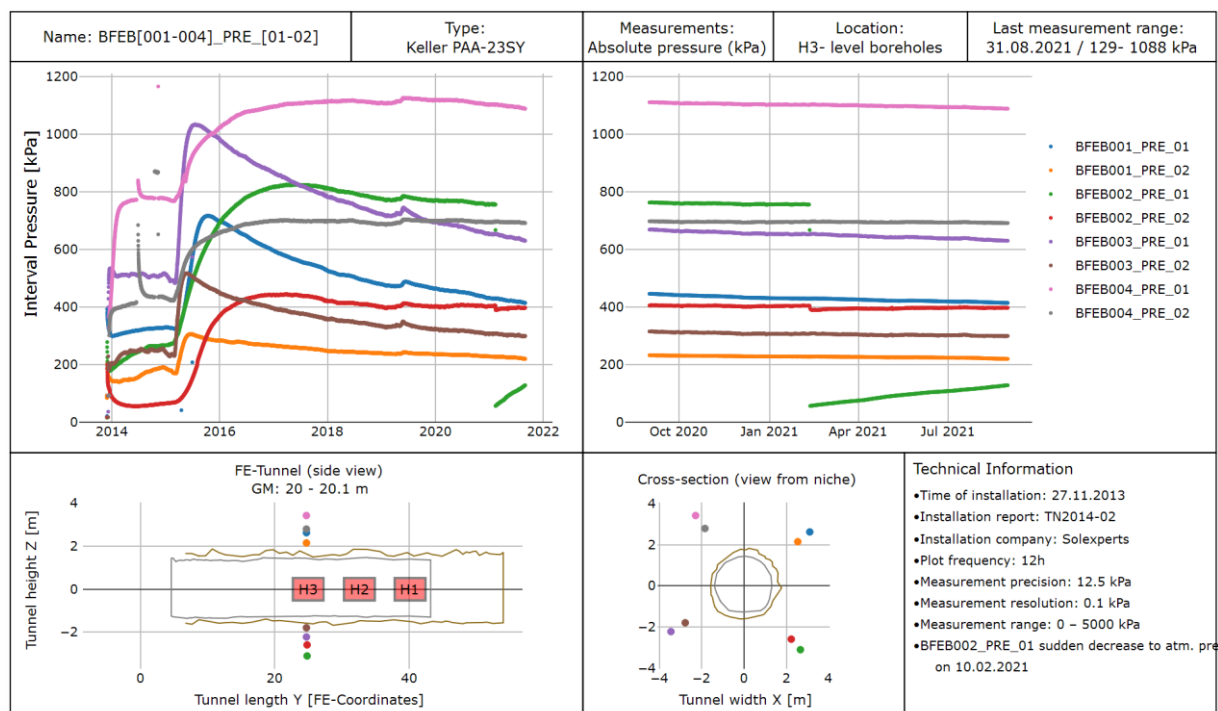 Name: BFEB[001-004]_PRE_[01-02]
Type:
Keller PAA-23SY
Measurements:
Absolute pressure (kPa)
Location:
H3- level boreholes
Last measurement range:
31.08.2021 / 129- 1088 kPa
Interval Pressure [kPa]
1200
1000
800
600
400
200
0
2014
2016
2018
2020
2022
1200
1000
800
600
400
200
0
Oct 2020
Jan 2021
Apr 2021
Jul 2021
BFEB001_PRE_01
BFEB001_PRE_02
BFEB002_PRE_01
BFEB002_PRE_02
BFEB003_PRE_01
BFEB003_PRE_02
BFEB004_PRE_01
BFEB004_PRE_02
FE-Tunnel (side view)
GM: 20 - 20.1 m
Tunnel height Z [m]
4
2
0
−2
H3
H2
H1
0
20
40
Tunnel length Y [FE-Coordinates]
Cross-section (view from niche)
4
2
0
−2
−4
−4
−2
0
2
4
Tunnel width X [m]
Technical Information
•Time of installation: 27.11.2013
•Installation report: TN2014-02
•Installation company: Solexperts
•Plot frequency: 12h
•Measurement precision: 12.5 kPa
•Measurement resolution: 0.1 kPa
•Measurement range: 0 – 5000 kPa
•BFEB002_PRE_01 sudden decrease to atm. pre
on 10.02.2021